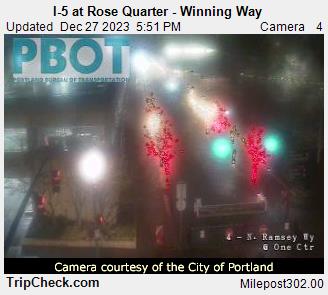 I-5 at Rose Quarter - Winning Way
Updated Dec 27 2023 5:51 PM Camera 4
PBOT
PORTLAND BUREAU OF TRANSPORTATION
4 - N. Ramsey Wy
@ One Ctr
Camera courtesy of the City of Portland
TripCheck.com Milepost302.00